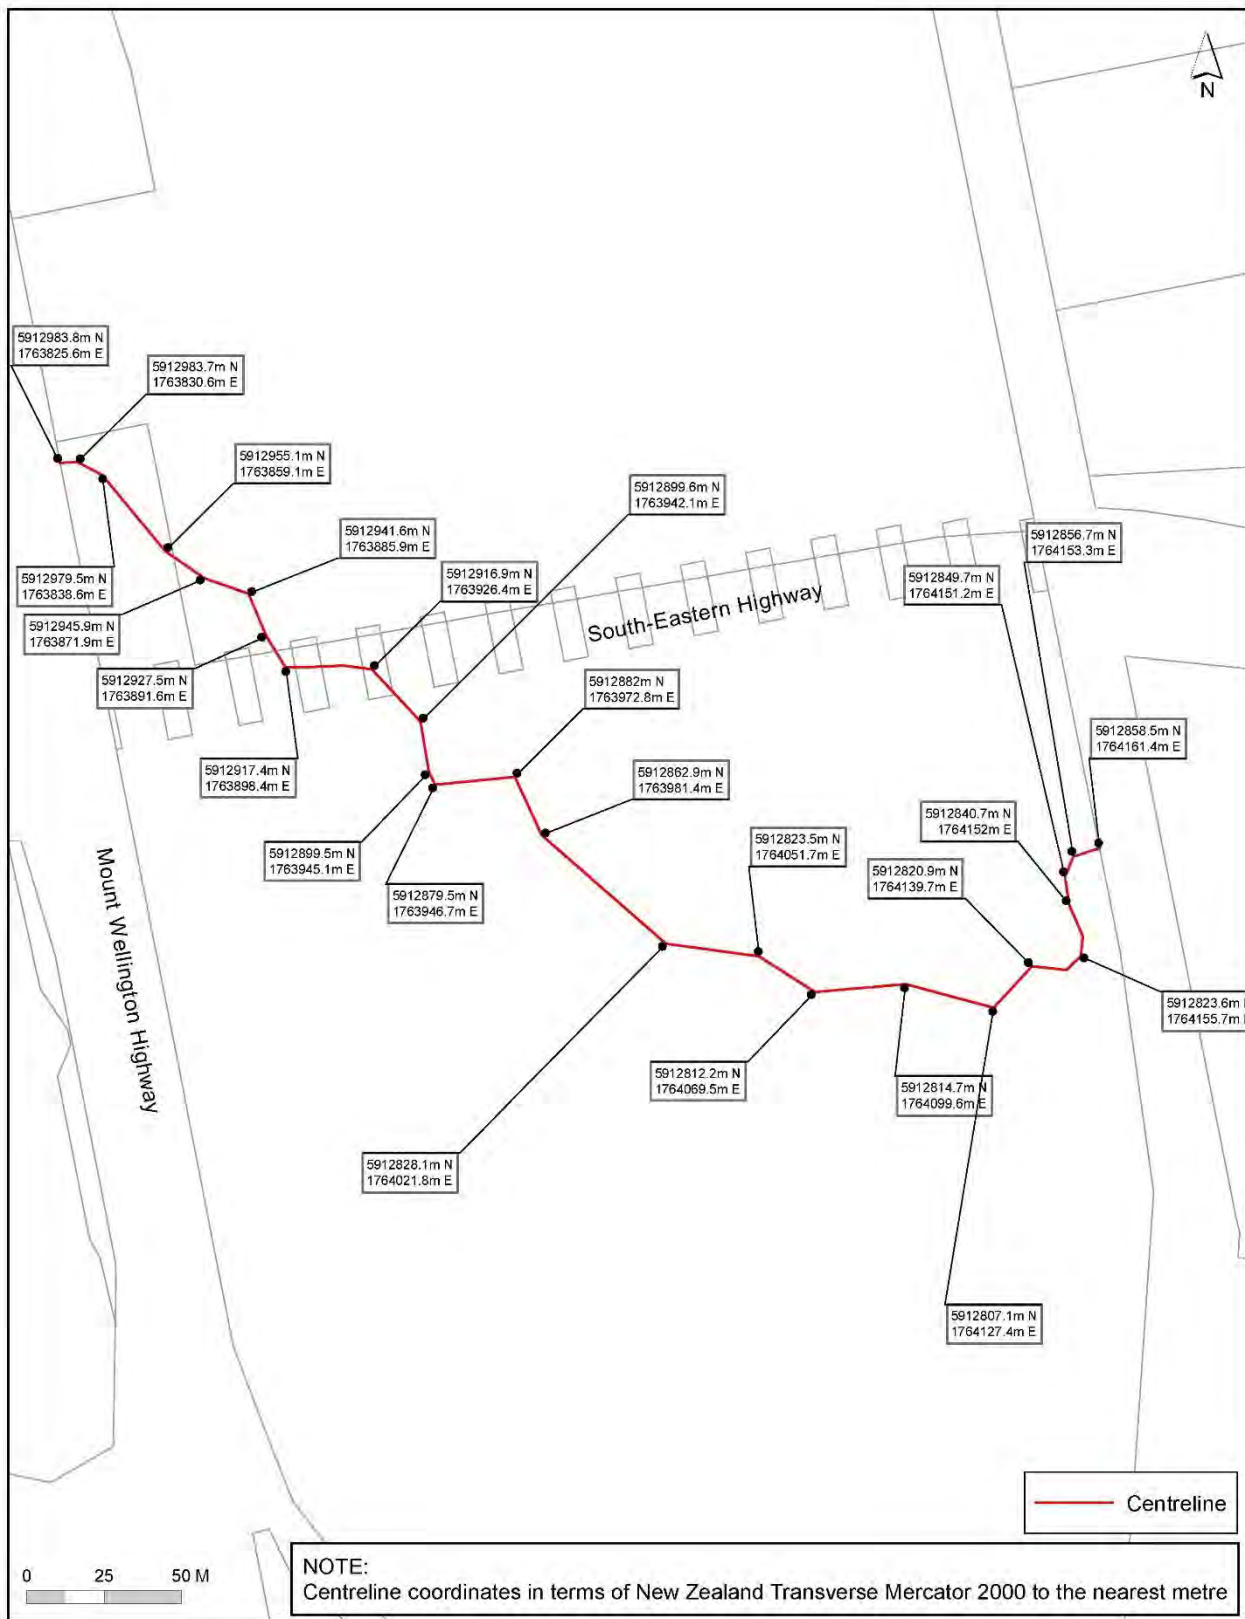 N
5912983.8m N
1763825.6m E
5912983.7m N
1763830.6m E
5912955.1m N
1763859.1m E
5912899.6m N
1763942.1m E
5912941.6m N
1763885.9m E
5912856.7m N
1764153.3m E
5912979.5m N
1763838.6m E
5912916.9m N
1763926.4m E
5912849.7m N
1764151.2m E
5912945.9m N
1763871.9m E
South-Eastern Highway
5912927.5m N
1763891.6m E
5912882m N
1763972.8m E
5912858.5m N
1764161.4m E
5912917.4m N
1763898.4m E
5912862.9m N
1763981.4m E
5912840.7m N
1764152m E
5912823.5m N
1764051.7m E
5912899.5m N
1763945.1m E
5912820.9m N
1764139.7m E
5912879.5m N
1763946.7m E
Mount Wellington Highway
5912823.6m
1764155.7m
5912812.2m N
1764069.5m E
5912814.7m N
1764099.6m E
5912828.1m N
1764021.8m E
5912807.1m N
1764127.4m E
Centreline
0 25 50 M
NOTE:
Centreline coordinates in terms of New Zealand Transverse Mercator 2000 to the nearest metre